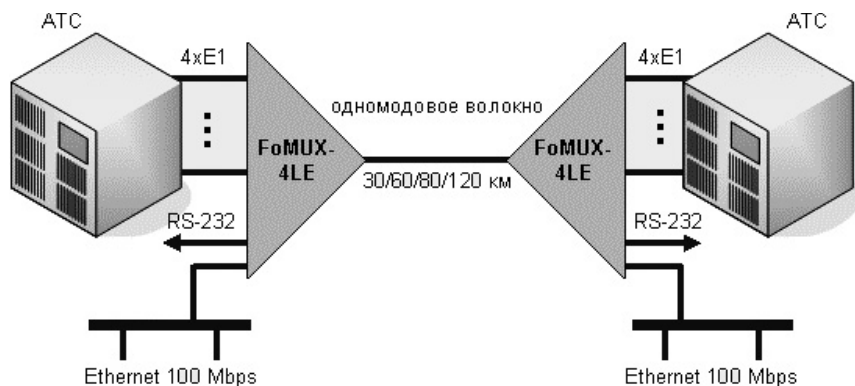 АТС
АТС
4xE1
4xE1
одномодовое волокно
FoMUX-
4LE
FoMUX-
4LE
30/60/80/120 км
RS-232
RS-232
Ethernet 100 Mbps
Ethernet 100 Mbps